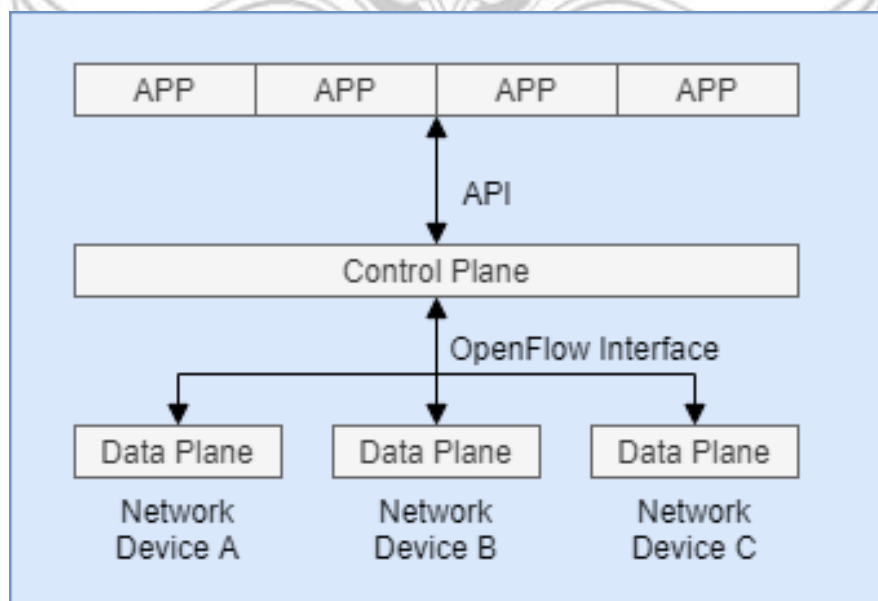 APP APP APP APP
API
Control Plane
OpenFlow Interface
Data Plane Data Plane Data Plane
Network Network Network
Device A Device B Device C